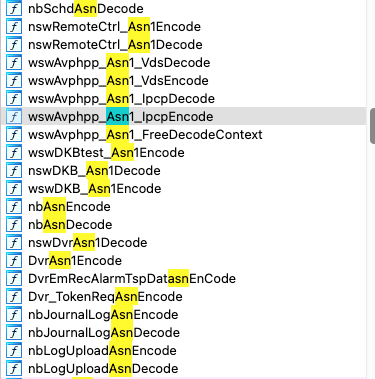 nbSchdAsnDecode
nswRemoteCtrl_Asn1Encode
nswRemoteCtrl_Asn1Decode
wswAvphpp_Asn1_VdsDecode
wswAvphpp_Asn1_VdsEncode
wswAvphpp_Asn1_IpcpDecode
wswAvphpp_Asn1_IpcpEncode
wswAvphpp_Asn1_FreeDecodeContext
wswDKBtest_Asn1Encode
nswDKB_Asn1Decode
wswDKB_Asn1Encode
nbAsnEncode
nbAsnDecode
nswDvrAsn1Decode
DvrAsn1Encode
DvrEmRecAlarmTspDatasnEnCode
Dvr_TokenReqAsnEncode
nbJournalLogAsnEncode
nbJournalLogAsnDecode
nbLogUploadAsnEncode
nbLogUploadAsnDecode